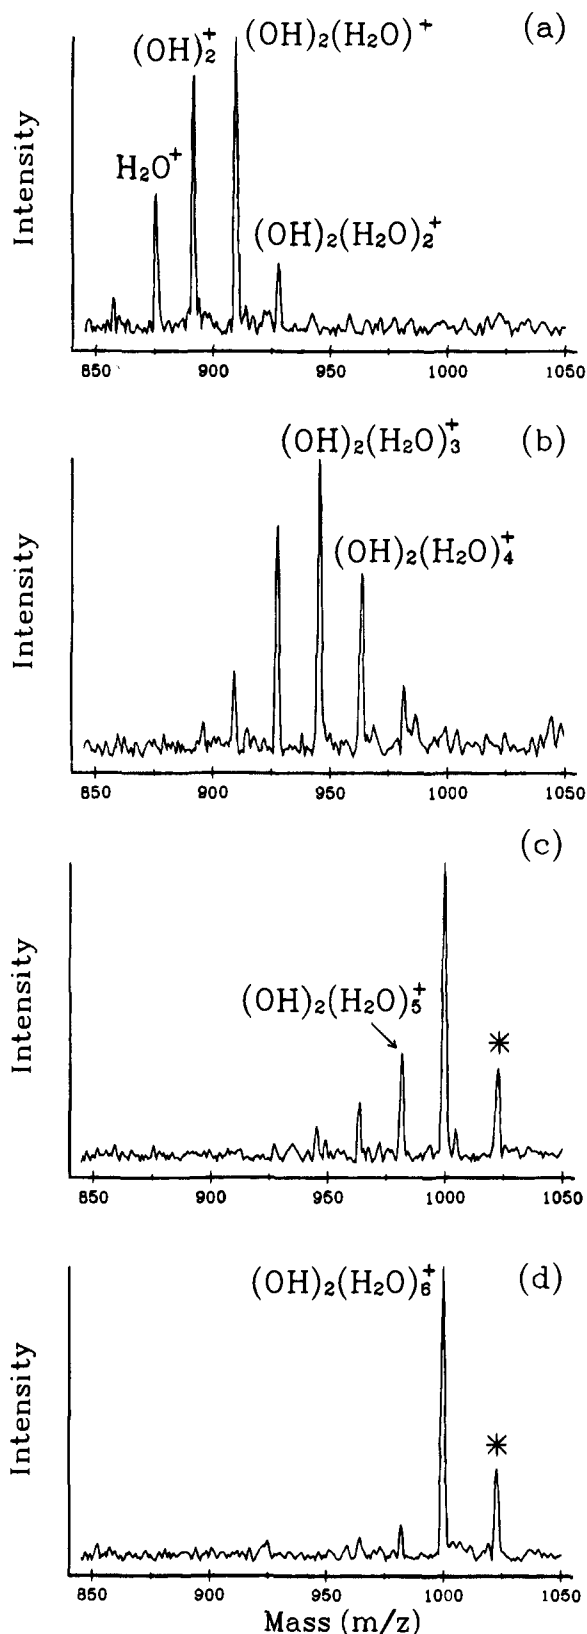 (a)
(OH)₂⁺ (OH)₂(H₂O)⁺
H₂O⁺
(OH)₂(H₂O)₂⁺
Intensity
850 900 950 1000 1050
(b)
(OH)₂(H₂O)₃⁺
(OH)₂(H₂O)₄⁺
Intensity
850 900 950 1000 1050
(c)
(OH)₂(H₂O)₅⁺
*
Intensity
850 900 950 1000 1050
(d)
(OH)₂(H₂O)₆⁺
*
Intensity
850 900 950 1000 1050
Mass (m/z)